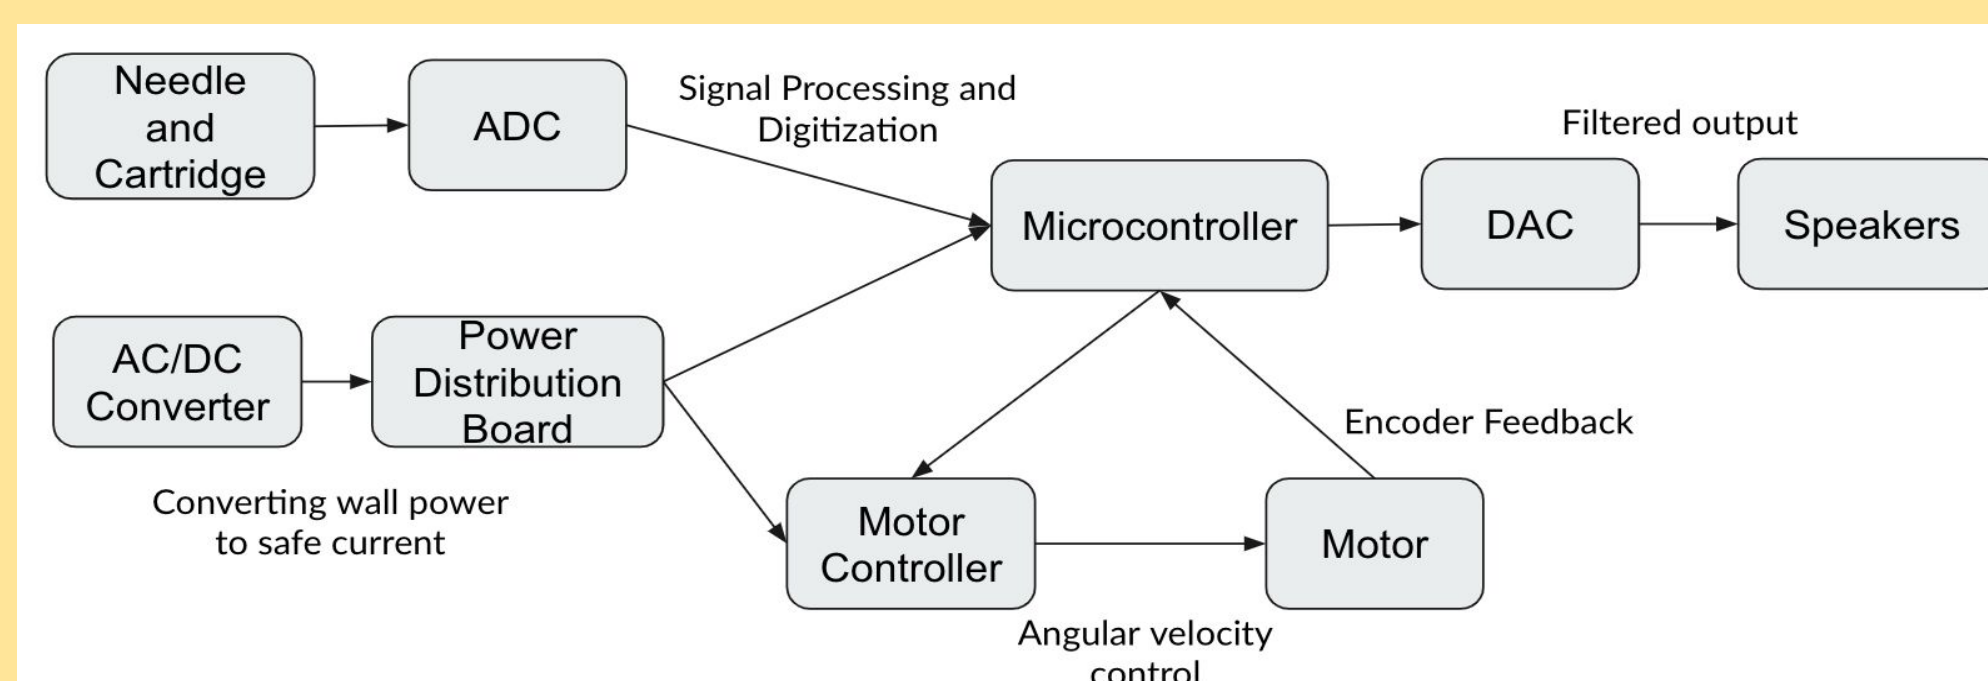 Needle
and
Cartridge
ADC
Signal Processing and
Digitization
Microcontroller
Filtered output
DAC
Speakers
AC/DC
Converter
Power
Distribution
Board
Converting wall power
to safe current
Encoder Feedback
Motor
Controller
Motor
Angular velocity
control